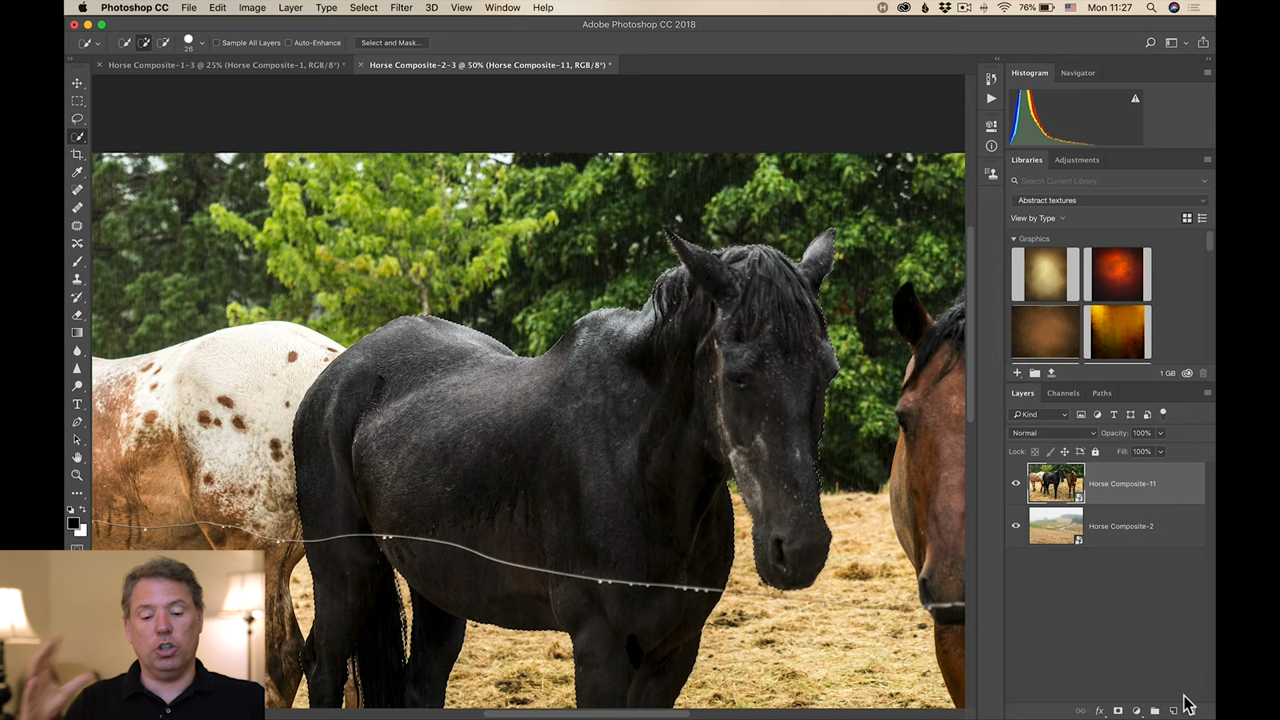 Photoshop CC File Edit Image Layer Type Select Filter 3D View Window Help 76% Mon 11:27
Adobe Photoshop CC 2018
26 Sample All Layers Auto-Enhance Select and Mask...
Horse Composite-1-3 @ 25% (Horse Composite-1, RGB/8*) * Horse Composite-2-3 @ 50% (Horse Composite-11, RGB/8*) *
Histogram Navigator
Libraries Adjustments
Search Current Library
Abstract textures
View by Type
Graphics
1 GB
Layers Channels Paths
Kind
Normal Opacity: 100%
Lock: Fill: 100%
Horse Composite-11
Horse Composite-2